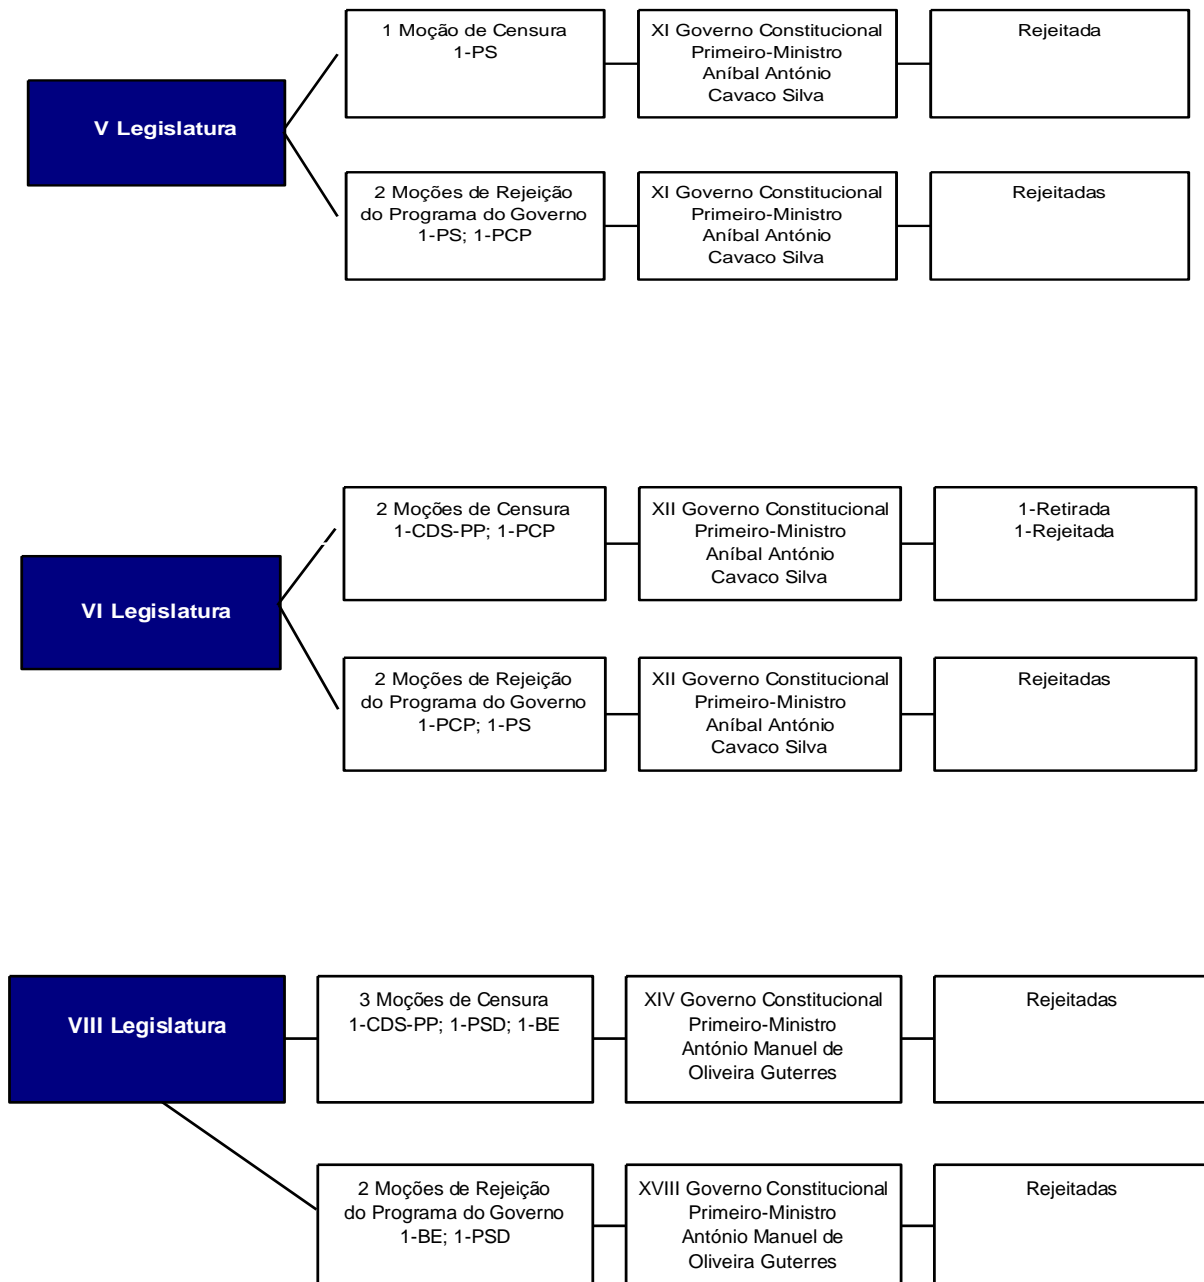 V Legislatura
1 Moção de Censura
1-PS
XI Governo Constitucional
Primeiro-Ministro
Aníbal António
Cavaco Silva
Rejeitada
2 Moções de Rejeição
do Programa do Governo
1-PS; 1-PCP
XI Governo Constitucional
Primeiro-Ministro
Aníbal António
Cavaco Silva
Rejeitadas
VI Legislatura
2 Moções de Censura
1-CDS-PP; 1-PCP
XII Governo Constitucional
Primeiro-Ministro
Aníbal António
Cavaco Silva
1-Retirada
1-Rejeitada
2 Moções de Rejeição
do Programa do Governo
1-PCP; 1-PS
XII Governo Constitucional
Primeiro-Ministro
Aníbal António
Cavaco Silva
Rejeitadas
VIII Legislatura
3 Moções de Censura
1-CDS-PP; 1-PSD; 1-BE
XIV Governo Constitucional
Primeiro-Ministro
António Manuel de
Oliveira Guterres
Rejeitadas
2 Moções de Rejeição
do Programa do Governo
1-BE; 1-PSD
XVIII Governo Constitucional
Primeiro-Ministro
António Manuel de
Oliveira Guterres
Rejeitadas